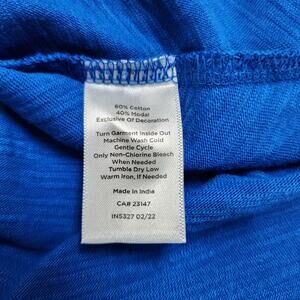 60% Cotton
40% Modal
Exclusive Of Decoration
Turn Garment Inside Out
Machine Wash Cold
Gentle Cycle
Only Non-Chlorine Bleach
When Needed
Tumble Dry Low
Warm Iron, If Needed
Made In India
CA# 23147
IN5327 02/22